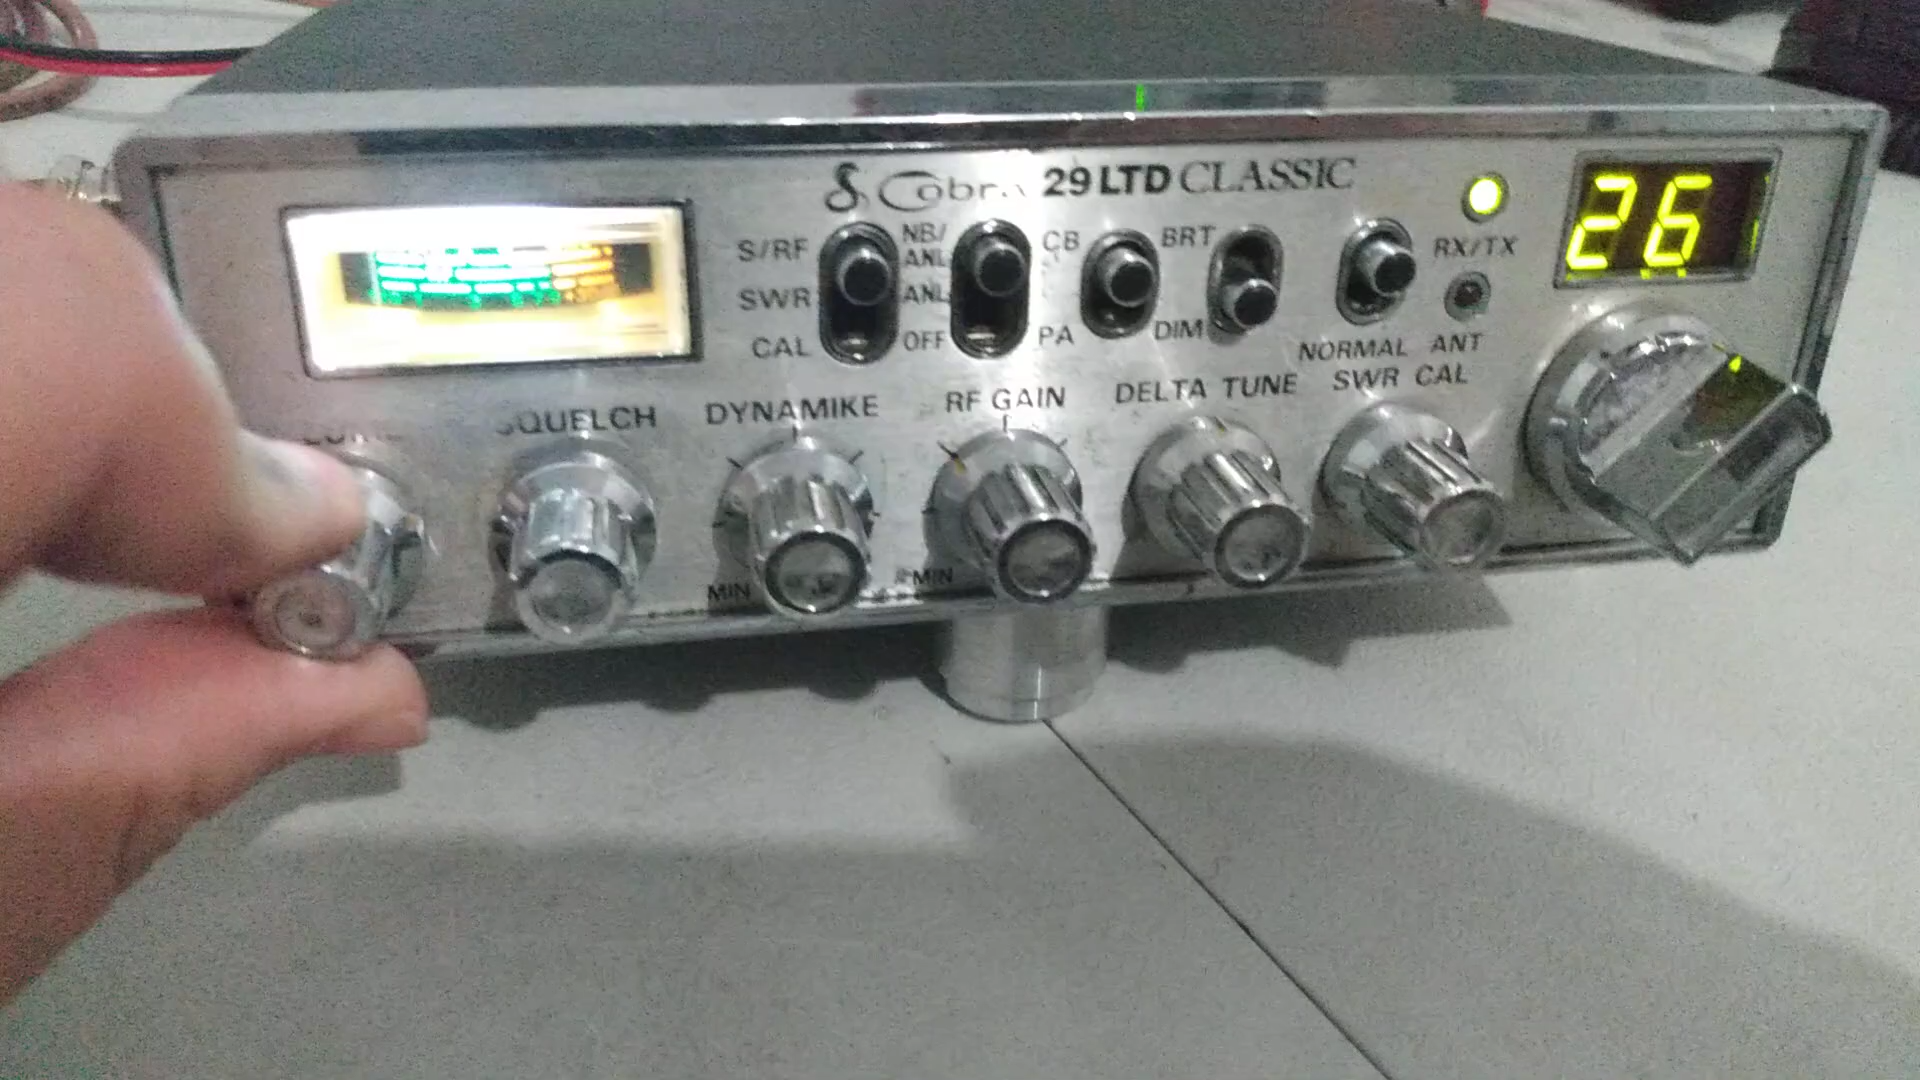 Cobra 29 LTD CLASSIC
S/RF
SWR
CAL
NB/
ANL
ANL
OFF
CB
PA
BRT
DIM
NORMAL
SWR CAL
RX/TX
ANT
26
SQUELCH
DYNAMIKE
RF GAIN
DELTA TUNE
MIN
MIN